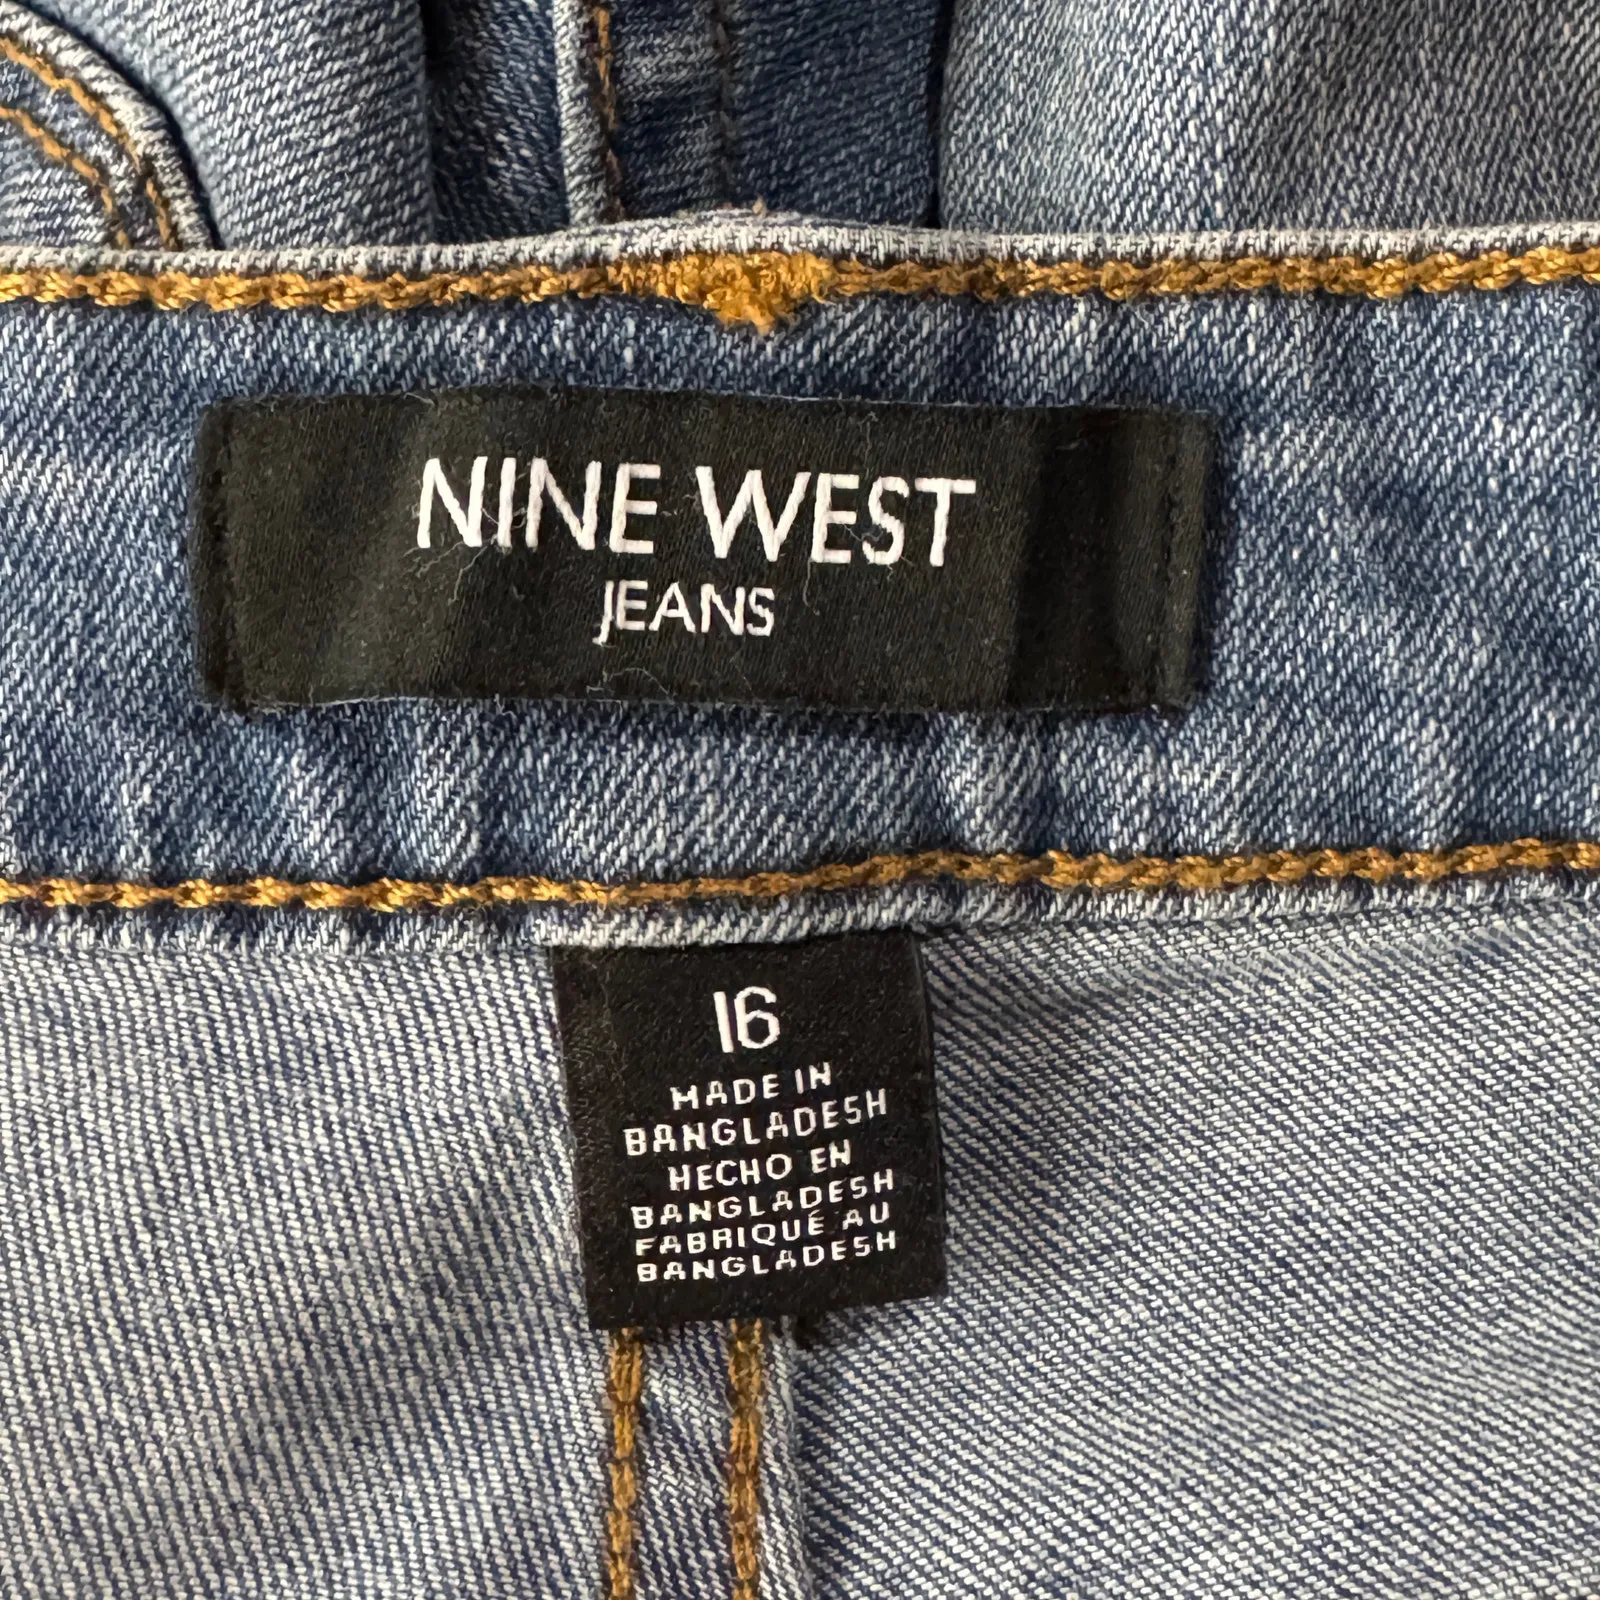 NINE WEST
JEANS
16
MADE IN
BANGLADESH
HECHO EN
BANGLADESH
FABRIQUÉ AU
BANGLADESH